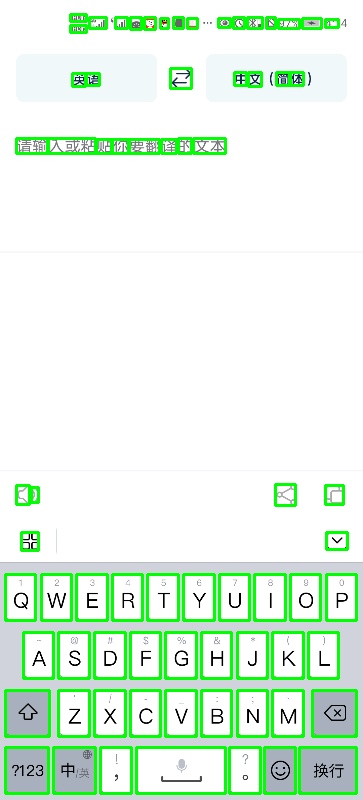 英语 中文（简体）
请输入或粘贴你要翻译的文本
1 2 3 4 5 6 7 8 9 0
Q W E R T Y U I O P
~ @ # $ % & * ( )
A S D F G H J K L
Z X C V B N M
! ?
?123 中/英 , 。 换行